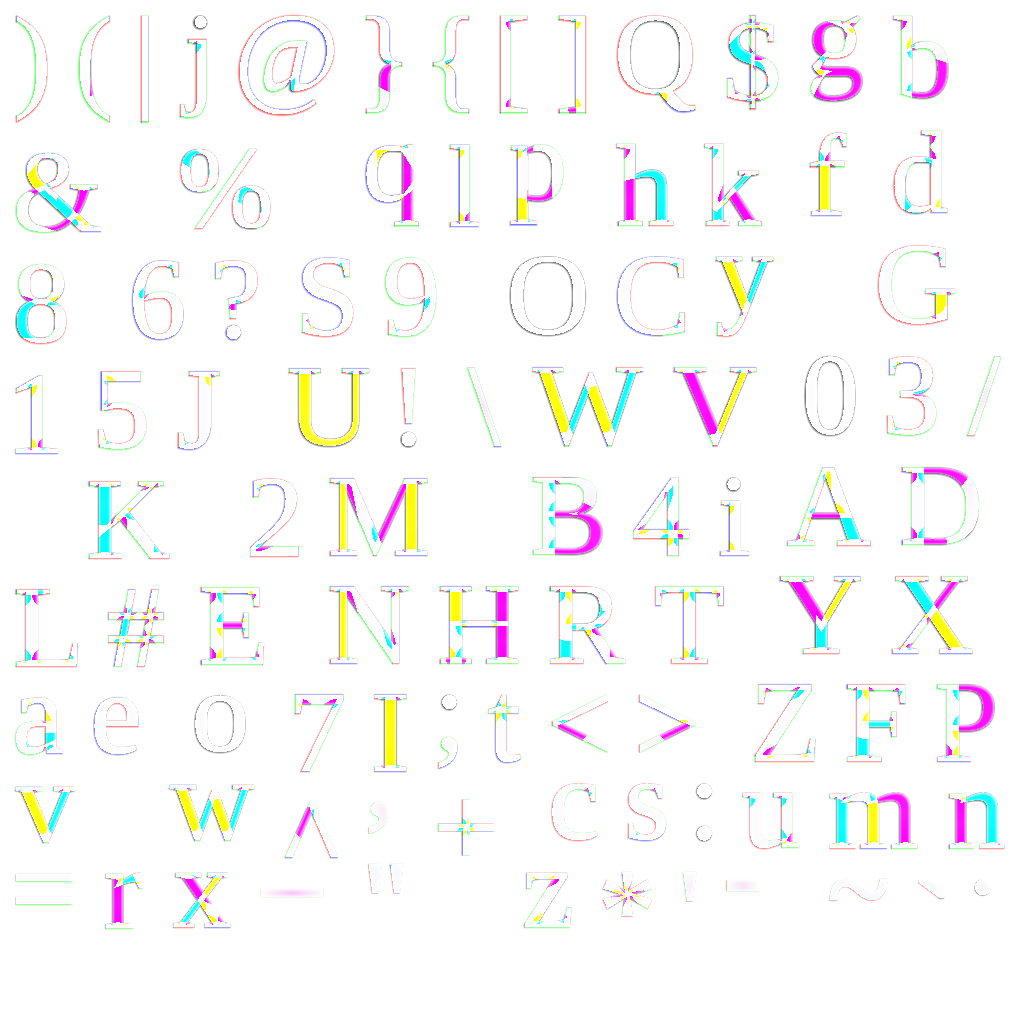 ) ( | j @ } { [ ] Q $ g b
& % q l p h k f d
8 6 ? S 9 O C y G
1 5 J U ! \ W V 0 3 /
K 2 M B 4 i A D
L # E N H R T Y X
a e o 7 I ; t < > Z F P
v w ^ , + c s : u m n
= r x _ " z * ' - ~ ` .